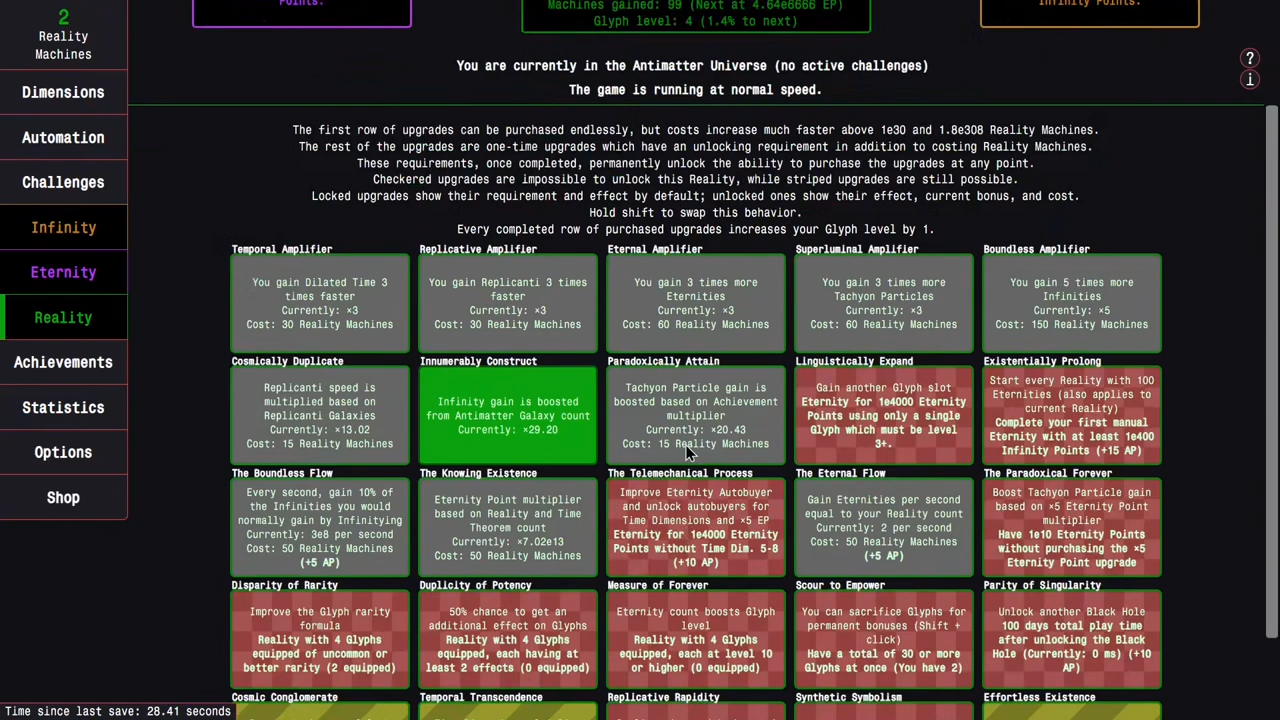 2
Reality
Machines
Dimensions
Automation
Challenges
Infinity
Eternity
Reality
Achievements
Statistics
Options
Shop
Points.
Machines gained: 99 (Next at 4.64e6666 EP)
Glyph level: 4 (1.4% to next)
Infinity Points.
?
i
You are currently in the Antimatter Universe (no active challenges)
The game is running at normal speed.
The first row of upgrades can be purchased endlessly, but costs increase much faster above 1e30 and 1.8e308 Reality Machines.
The rest of the upgrades are one-time upgrades which have an unlocking requirement in addition to costing Reality Machines.
These requirements, once completed, permanently unlock the ability to purchase the upgrades at any point.
Checkered upgrades are impossible to unlock this Reality, while striped upgrades are still possible.
Locked upgrades show their requirement and effect by default; unlocked ones show their effect, current bonus, and cost.
Hold shift to swap this behavior.
Every completed row of purchased upgrades increases your Glyph level by 1.
Temporal Amplifier
You gain Dilated Time 3
times faster
Currently: ×3
Cost: 30 Reality Machines
Replicative Amplifier
You gain Replicanti 3 times
faster
Currently: ×3
Cost: 30 Reality Machines
Eternal Amplifier
You gain 3 times more
Eternities
Currently: ×3
Cost: 60 Reality Machines
Superluminal Amplifier
You gain 3 times more
Tachyon Particles
Currently: ×3
Cost: 60 Reality Machines
Boundless Amplifier
You gain 5 times more
Infinities
Currently: ×5
Cost: 150 Reality Machines
Cosmically Duplicate
Replicanti speed is
multiplied based on
Replicanti Galaxies
Currently: ×13.02
Cost: 15 Reality Machines
Innumerably Construct
Infinity gain is boosted
from Antimatter Galaxy count
Currently: ×29.20
Paradoxically Attain
Tachyon Particle gain is
boosted based on Achievement
multiplier
Currently: ×20.43
Cost: 15 Reality Machines
Linguistically Expand
Gain another Glyph slot
Eternity for 1e4000 Eternity
Points using only a single
Glyph which must be level
3+.
Existentially Prolong
Start every Reality with 100
Eternities (also applies to
current Reality)
Complete your first manual
Eternity with at least 1e400
Infinity Points (+15 AP)
The Boundless Flow
Every second, gain 10% of
the Infinities you would
normally gain by Infinitying
Currently: 3e8 per second
Cost: 50 Reality Machines
(+5 AP)
The Knowing Existence
Eternity Point multiplier
based on Reality and Time
Theorem count
Currently: ×7.02e13
Cost: 50 Reality Machines
The Telemechanical Process
Improve Eternity Autobuyer
and unlock autobuyers for
Time Dimensions and ×5 EP
Eternity for 1e4000 Eternity
Points without Time Dim. 5-8
(+10 AP)
The Eternal Flow
Gain Eternities per second
equal to your Reality count
Currently: 2 per second
Cost: 50 Reality Machines
(+5 AP)
The Paradoxical Forever
Boost Tachyon Particle gain
based on ×5 Eternity Point
multiplier
Have 1e10 Eternity Points
without purchasing the ×5
Eternity Point upgrade
Disparity of Rarity
Improve the Glyph rarity
formula
Reality with 4 Glyphs
equipped of uncommon or
better rarity (2 equipped)
Duplicity of Potency
50% chance to get an
additional effect on Glyphs
Reality with 4 Glyphs
equipped, each having at
least 2 effects (0 equipped)
Measure of Forever
Eternity count boosts Glyph
level
Reality with 4 Glyphs
equipped, each at level 10
or higher (0 equipped)
Scour to Empower
You can sacrifice Glyphs for
permanent bonuses (Shift +
click)
Have a total of 30 or more
Glyphs at once (You have 2)
Parity of Singularity
Unlock another Black Hole
100 days total play time
after unlocking the Black
Hole (Currently: 0 ms) (+10
AP)
Cosmic Conglomerate
Temporal Transcendence
Replicative Rapidity
Synthetic Symbolism
Effortless Existence
Time since last save: 28.41 seconds